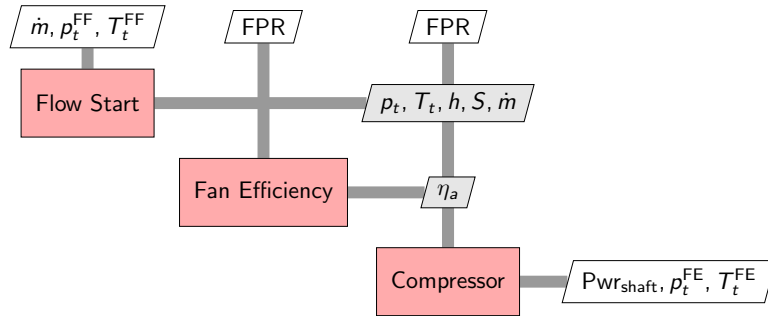 ṁ, p_t^FF, T_t^FF
FPR
FPR
Flow Start
p_t, T_t, h, S, ṁ
Fan Efficiency
η_a
Compressor
Pwr_shaft, p_t^FE, T_t^FE